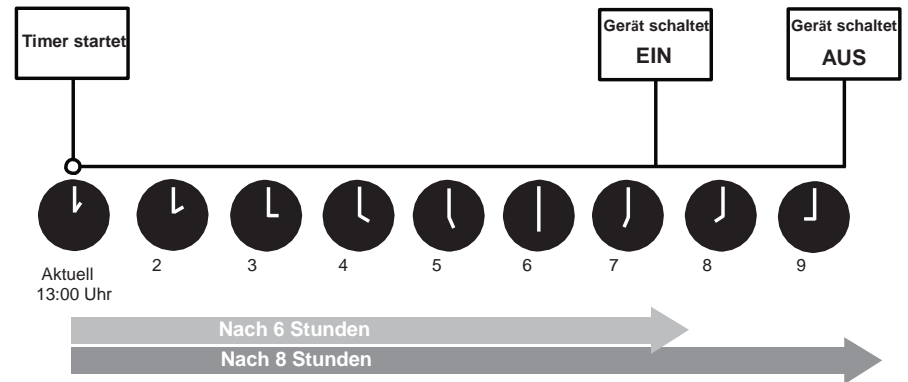 Timer startet
Gerät schaltet
EIN
Gerät schaltet
AUS
Aktuell
13:00 Uhr
2
3
4
5
6
7
8
9
Nach 6 Stunden
Nach 8 Stunden